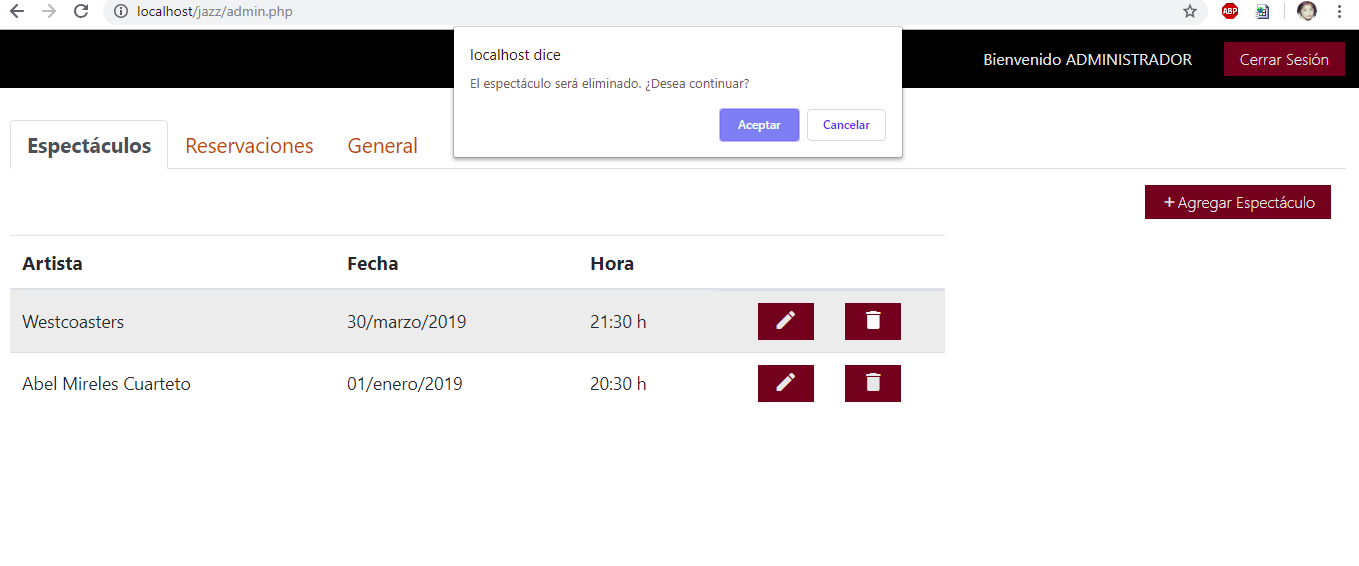 localhost/jazz/admin.php
ABP
localhost dice
El espectáculo será eliminado. ¿Desea continuar?
Aceptar Cancelar
Bienvenido ADMINISTRADOR Cerrar Sesión
Espectáculos Reservaciones General
+ Agregar Espectáculo
Artista Fecha Hora
Westcoasters 30/marzo/2019 21:30 h
Abel Mireles Cuarteto 01/enero/2019 20:30 h